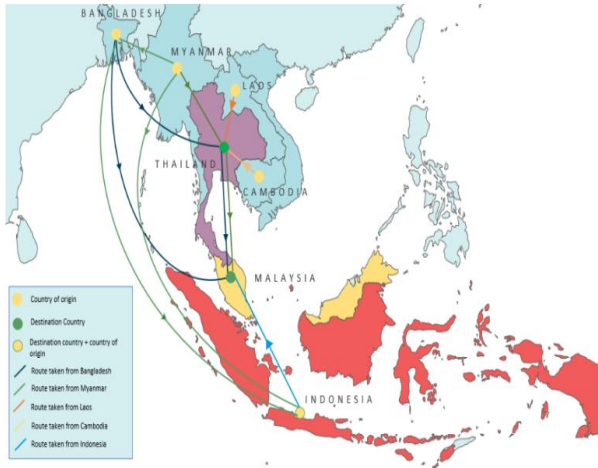 BANGLADESH
MYANMAR
LAOS
THAILAND
CAMBODIA
MALAYSIA
INDONESIA
Country of origin
Destination Country
Destination country + country of
origin
Route taken from Bangladesh
Route taken from Myanmar
Route taken from Laos
Route taken from Cambodia
Route taken from Indonesia